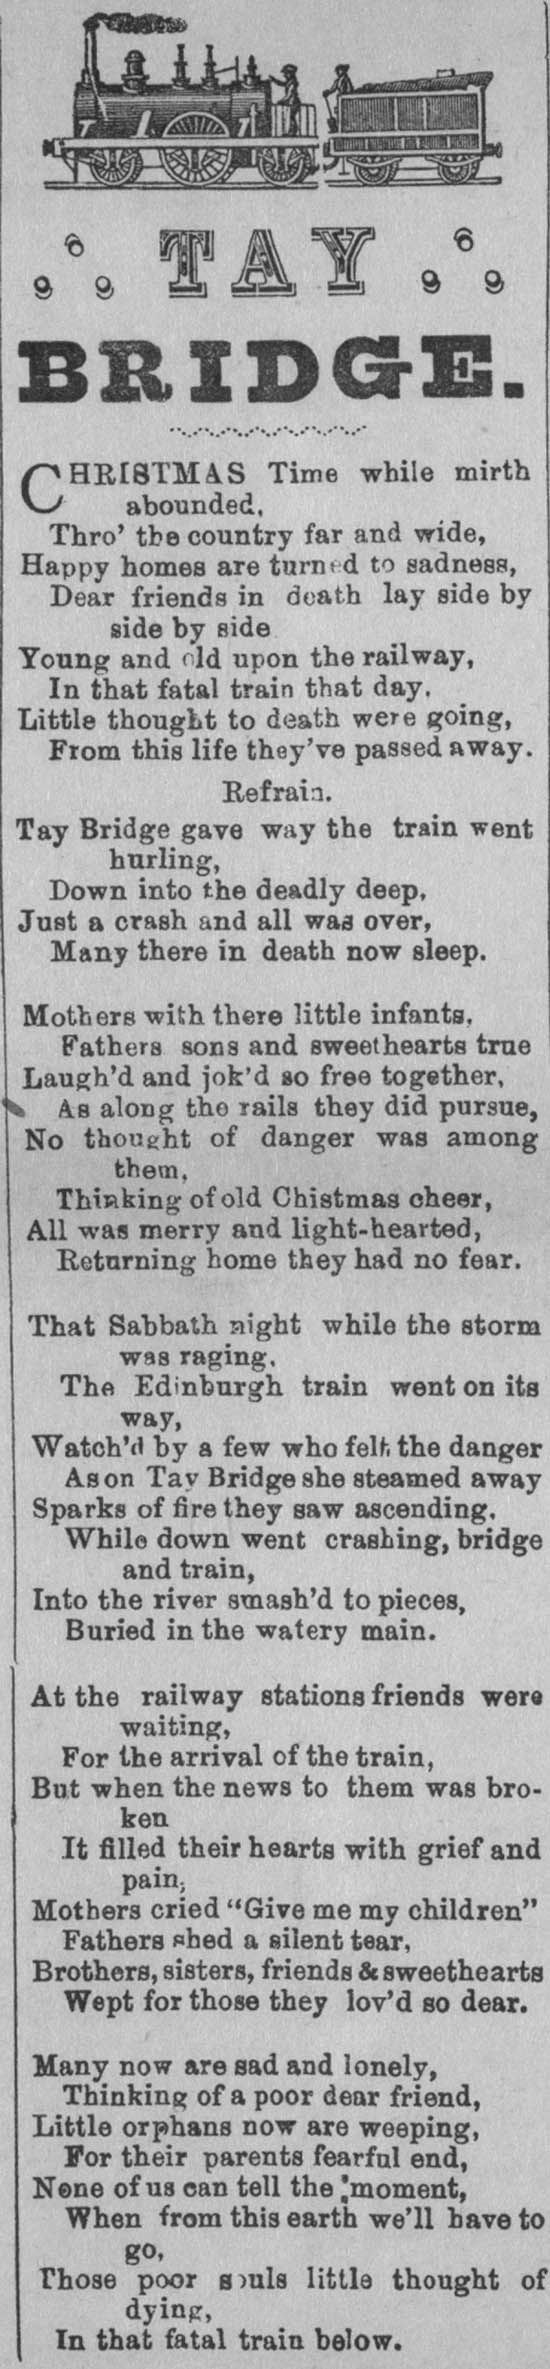 TAY
BRIDGE.
CHRISTMAS Time while mirth
abounded,
Thro' the country far and wide,
Happy homes are turned to sadness,
Dear friends in death lay side by
side by side
Young and old upon the railway,
In that fatal train that day.
Little thought to death were going,
From this life they've passed away.
Refrain.
Tay Bridge gave way the train went
hurling,
Down into the deadly deep,
Just a crash and all was over,
Many there in death now sleep.
Mothers with there little infants,
Fathers sons and sweethearts true
Laugh'd and jok'd so free together,
As along the rails they did pursue,
No thought of danger was among
them,
Thinking of old Chistmas cheer,
All was merry and light-hearted,
Returning home they had no fear.
That Sabbath night while the storm
was raging,
The Edinburgh train went on its
way,
Watch'd by a few who felt the danger
As on Tay Bridge she steamed away
Sparks of fire they saw ascending,
While down went crashing, bridge
and train,
Into the river smash'd to pieces,
Buried in the watery main.
At the railway stations friends were
waiting,
For the arrival of the train,
But when the news to them was bro-
ken
It filled their hearts with grief and
pain;
Mothers cried "Give me my children"
Fathers shed a silent tear,
Brothers, sisters, friends & sweethearts
Wept for those they lov'd so dear.
Many now are sad and lonely,
Thinking of a poor dear friend,
Little orphans now are weeping,
For their parents fearful end,
None of us can tell the moment,
When from this earth we'll have to
go,
Those poor souls little thought of
dying,
In that fatal train below.